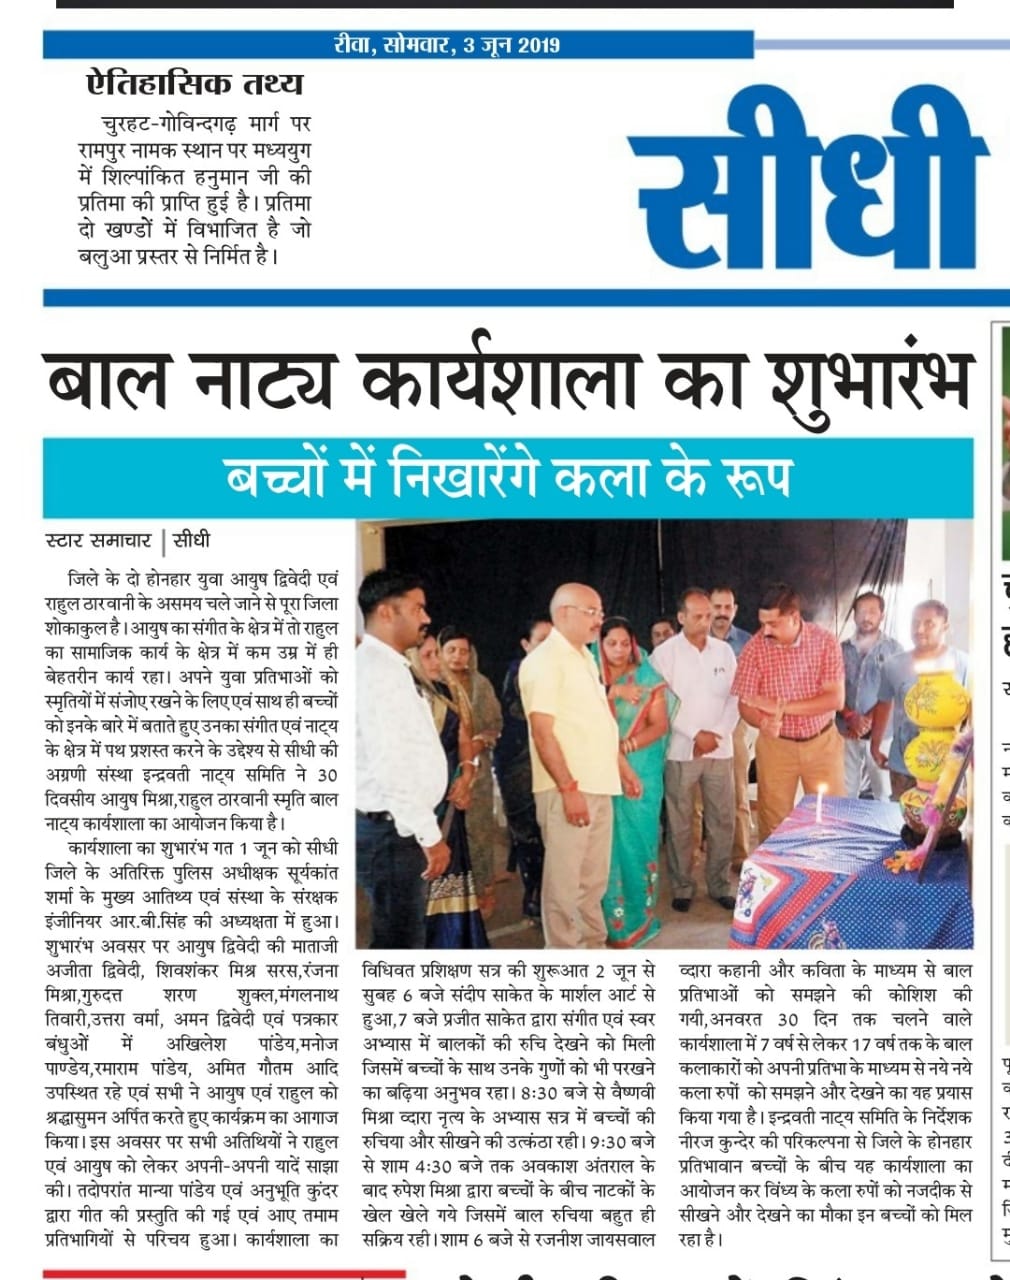 रीवा, सोमवार, 3 जून 2019
ऐतिहासिक तथ्य
चुरहट-गोविन्दगढ़ मार्ग पर
रामपुर नामक स्थान पर मध्ययुग
में शिल्पांकित हनुमान जी की
प्रतिमा की प्राप्ति हुई है। प्रतिमा
दो खण्डों में विभाजित है जो
बलुआ प्रस्तर से निर्मित है।
सीधी
बाल नाट्य कार्यशाला का शुभारंभ
बच्चों में निखारेंगे कला के रूप
स्टार समाचार | सीधी
जिले के दो होनहार युवा आयुष द्विवेदी एवं
राहुल ठारवानी के असमय चले जाने से पूरा जिला
शोकाकुल है। आयुष का संगीत के क्षेत्र में तो राहुल
का सामाजिक कार्य के क्षेत्र में कम उम्र में ही
बेहतरीन कार्य रहा। अपने युवा प्रतिभाओं को
स्मृतियों में संजोए रखने के लिए एवं साथ ही बच्चों
को इनके बारे में बताते हुए उनका संगीत एवं नाट्य
के क्षेत्र में पथ प्रशस्त करने के उद्देश्य से सीधी की
अग्रणी संस्था इन्द्रवती नाट्य समिति ने 30
दिवसीय आयुष मिश्रा,राहुल ठारवानी स्मृति बाल
नाट्य कार्यशाला का आयोजन किया है।
कार्यशाला का शुभारंभ गत 1 जून को सीधी
जिले के अतिरिक्त पुलिस अधीक्षक सूर्यकांत
शर्मा के मुख्य आतिथ्य एवं संस्था के संरक्षक
इंजीनियर आर.बी.सिंह की अध्यक्षता में हुआ।
शुभारंभ अवसर पर आयुष द्विवेदी की माताजी
अजीता द्विवेदी, शिवशंकर मिश्र सरस,रंजना
मिश्रा,गुरुदत्त शरण शुक्ल,मंगलनाथ
तिवारी,उत्तरा वर्मा, अमन द्विवेदी एवं पत्रकार
बंधुओं में अखिलेश पांडेय,मनोज
पाण्डेय,रमाराम पांडेय, अमित गौतम आदि
उपस्थित रहे एवं सभी ने आयुष एवं राहुल को
श्रद्धासुमन अर्पित करते हुए कार्यक्रम का आगाज
किया। इस अवसर पर सभी अतिथियों ने राहुल
एवं आयुष को लेकर अपनी-अपनी यादें साझा
की। तदोपरांत मान्या पांडेय एवं अनुभूति कुंदर
द्वारा गीत की प्रस्तुति की गई एवं आए तमाम
प्रतिभागियों से परिचय हुआ। कार्यशाला का
विधिवत प्रशिक्षण सत्र की शुरूआत 2 जून से
सुबह 6 बजे संदीप साकेत के मार्शल आर्ट से
हुआ,7 बजे प्रजीत साकेत द्वारा संगीत एवं स्वर
अभ्यास में बालकों की रुचि देखने को मिली
जिसमें बच्चों के साथ उनके गुणों को भी परखने
का बढ़िया अनुभव रहा। 8:30 बजे से वैष्णवी
मिश्रा व्दारा नृत्य के अभ्यास सत्र में बच्चों की
रुचिया और सीखने की उत्कंठा रही। 9:30 बजे
से शाम 4:30 बजे तक अवकाश अंतराल के
बाद रुपेश मिश्रा द्वारा बच्चों के बीच नाटकों के
खेल खेले गये जिसमें बाल रुचिया बहुत ही
सक्रिय रही। शाम 6 बजे से रजनीश जायसवाल
व्दारा कहानी और कविता के माध्यम से बाल
प्रतिभाओं को समझने की कोशिश की
गयी,अनवरत 30 दिन तक चलने वाले
कार्यशाला में 7 वर्ष से लेकर 17 वर्ष तक के बाल
कलाकारों को अपनी प्रतिभा के माध्यम से नये नये
कला रुपों को समझने और देखने का यह प्रयास
किया गया है। इन्द्रवती नाट्य समिति के निर्देशक
नीरज कुन्देर की परिकल्पना से जिले के होनहार
प्रतिभावान बच्चों के बीच यह कार्यशाला का
आयोजन कर विंध्य के कला रुपों को नजदीक से
सीखने और देखने का मौका इन बच्चों को मिल
रहा है।